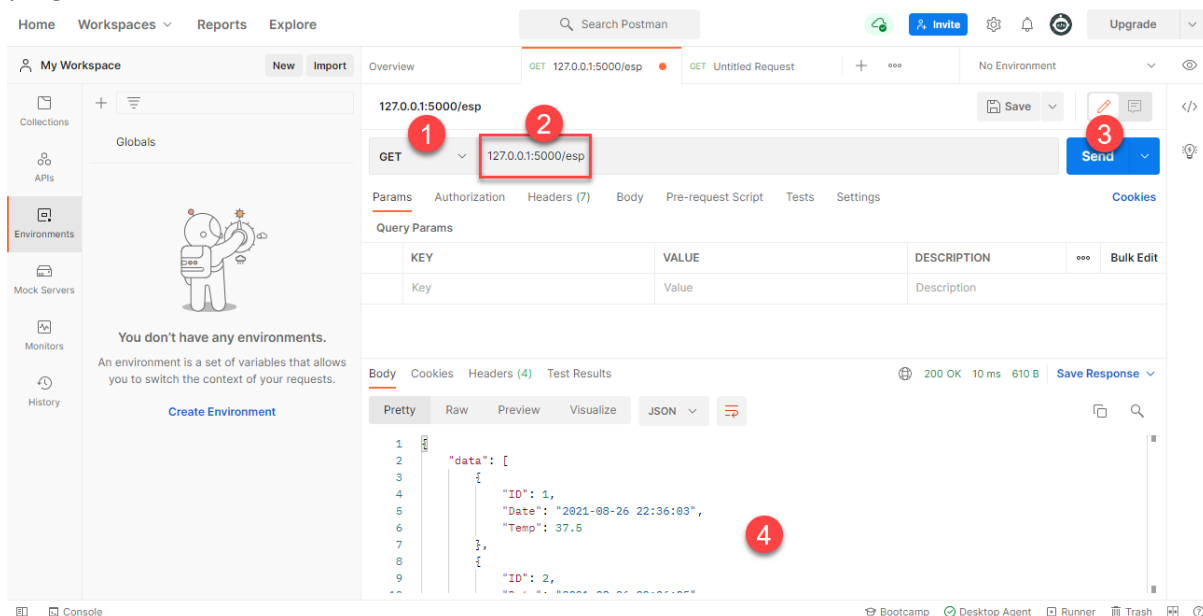 Home Workspaces Reports Explore Search Postman Invite Upgrade
My Workspace New Import Overview GET 127.0.0.1:5000/esp GET Untitled Request No Environment
Collections
APIs
Environments
Mock Servers
Monitors
History
Globals
You don't have any environments.
An environment is a set of variables that allows
you to switch the context of your requests.
Create Environment
127.0.0.1:5000/esp Save
1 2 3
GET 127.0.0.1:5000/esp Send
Params Authorization Headers (7) Body Pre-request Script Tests Settings Cookies
Query Params
KEY VALUE DESCRIPTION Bulk Edit
Key Value Description
Body Cookies Headers (4) Test Results 200 OK 10 ms 610 B Save Response
Pretty Raw Preview Visualize JSON
1 {
2 "data": [
3 {
4 "ID": 1,
5 "Date": "2021-08-26 22:36:03",
6 "Temp": 37.5
7 },
8 {
9 "ID": 2,
4
Console Bootcamp Desktop Agent Runner Trash